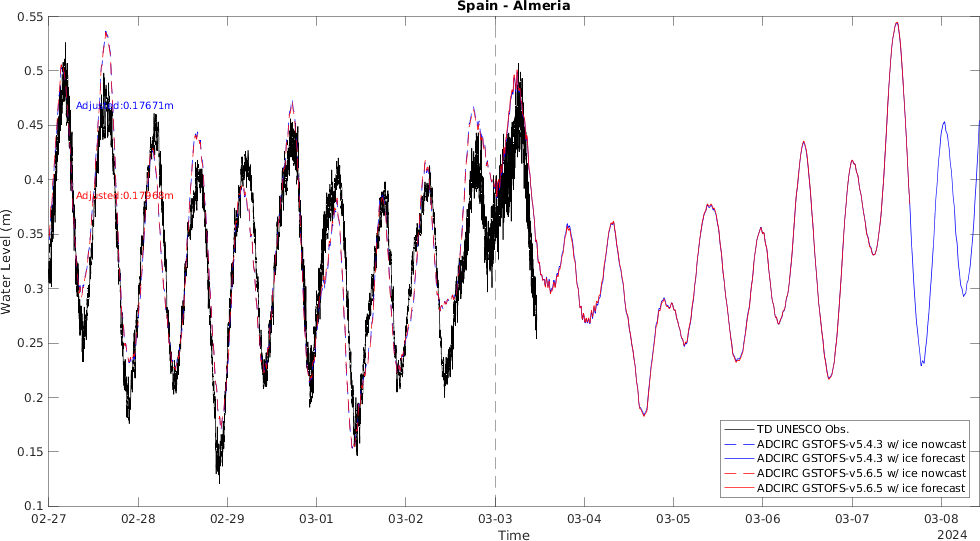 Spain - Almeria
0.55
0.5
0.45
0.4
0.35
0.3
0.25
0.2
0.15
0.1
Water Level (m)
Adjusted:0.17671m
Adjusted:0.17968m
TD UNESCO Obs.
ADCIRC GSTOFS-v5.4.3 w/ ice nowcast
ADCIRC GSTOFS-v5.4.3 w/ ice forecast
ADCIRC GSTOFS-v5.6.5 w/ ice nowcast
ADCIRC GSTOFS-v5.6.5 w/ ice forecast
02-27 02-28 02-29 03-01 03-02 03-03 03-04 03-05 03-06 03-07 03-08
Time 2024